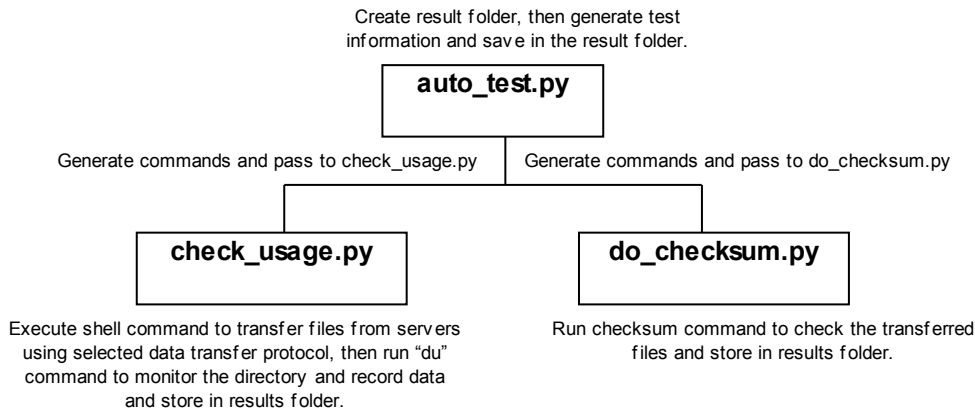 Create result folder, then generate test
information and save in the result folder.
auto_test.py
Generate commands and pass to check_usage.py
Generate commands and pass to do_checksum.py
check_usage.py
do_checksum.py
Execute shell command to transfer files from servers
using selected data transfer protocol, then run “du”
command to monitor the directory and record data
and store in results folder.
Run checksum command to check the transferred
files and store in results folder.